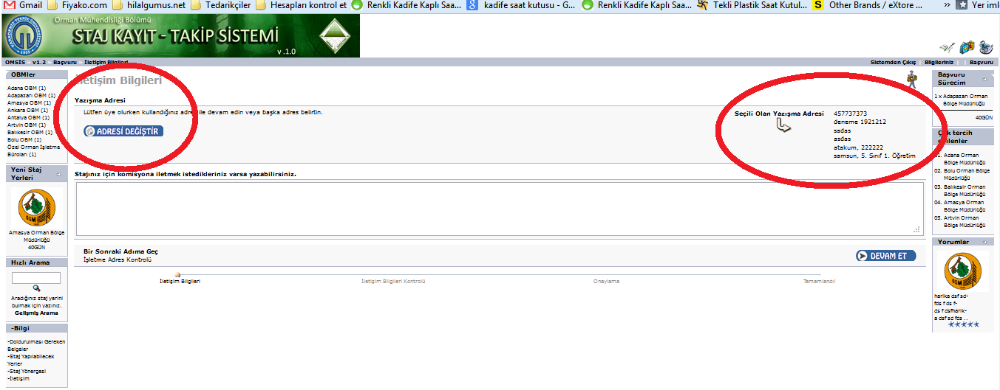 Gmail Fiyako.com hilalgumus.net Tedarikçiler Hesapları kontrol et Renkli Kadife Kaplı Saa... kadife saat kutusu - G... Renkli Kadife Kaplı Saa... Tekli Plastik Saat Kutul... Other Brands / eXtore ... » Yer imle
Orman Mühendisliği Bölümü
STAJ KAYIT - TAKİP SİSTEMİ
v .1.0
OMSİS » v1.2 » Başvuru » İletişim Bilgileri
Sistemden Çıkış | Bilgileriniz | | Başvuru
OBMler
Adana OBM (1)
Adapazarı OBM (1)
Amasya OBM (1)
Ankara OBM (1)
Antalya OBM (1)
Artvin OBM (1)
Balıkesir OBM (1)
Bolu OBM (1)
Özel Orman İşletme
Büroları (1)
Yeni Staj
Yerleri
OGM
Amasya Orman Bölge
Müdürlüğü
40GÜN
Hızlı Arama
Aradığınız staj yerini
bulmak için yazınız.
Gelişmiş Arama
-Bilgi
-Doldurulması Gereken
Belgeler
-Staj Yapılabilecek
Yerler
-Staj Yönergesi
-İletişim
İletişim Bilgileri
Yazışma Adresi
Lütfen üye olurken kullandığınız adres ile devam edin veya başka adres belirtin.
ADRESİ DEĞİŞTİR
Seçili Olan Yazışma Adresi
457737373
deneme 1921212
sadas
asdas
atakum, 222222
samsun, 5. Sınıf 1. Öğretim
Stajınız için komisyona iletmek istedikleriniz varsa yazabilirsiniz.
Bir Sonraki Adıma Geç
İşletme Adres Kontrolü
DEVAM ET
İletişim Bilgileri
İletişim Bilgileri Kontrolü
Onaylama
Tamamlandı!
Başvuru
Sürecim
1 x Adapazarı Orman
Bölge Müdürlüğü
40GÜN
Çok tercih
edilenler
01. Adana Orman
Bölge Müdürlüğü
02. Bolu Orman Bölge
Müdürlüğü
03. Balıkesir Orman
Bölge Müdürlüğü
04. Amasya Orman
Bölge Müdürlüğü
05. Artvin Orman
Bölge Müdürlüğü
Yorumlar
OGM
harika dsf sd-
fds f ds f-
ds f dsfharik-
a dsf sd fds ..